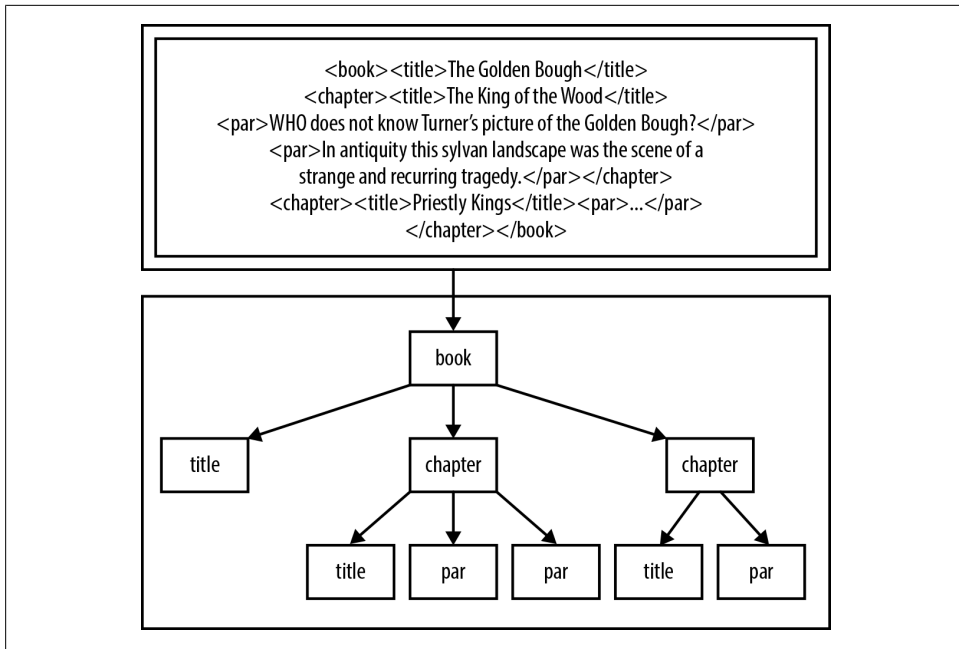 <book><title>The Golden Bough</title>
<chapter><title>The King of the Wood</title>
<par>WHO does not know Turner’s picture of the Golden Bough?</par>
<par>In antiquity this sylvan landscape was the scene of a
strange and recurring tragedy.</par></chapter>
<chapter><title>Priestly Kings</title><par>...</par>
</chapter></book>
book
title
chapter
chapter
title
par
par
title
par